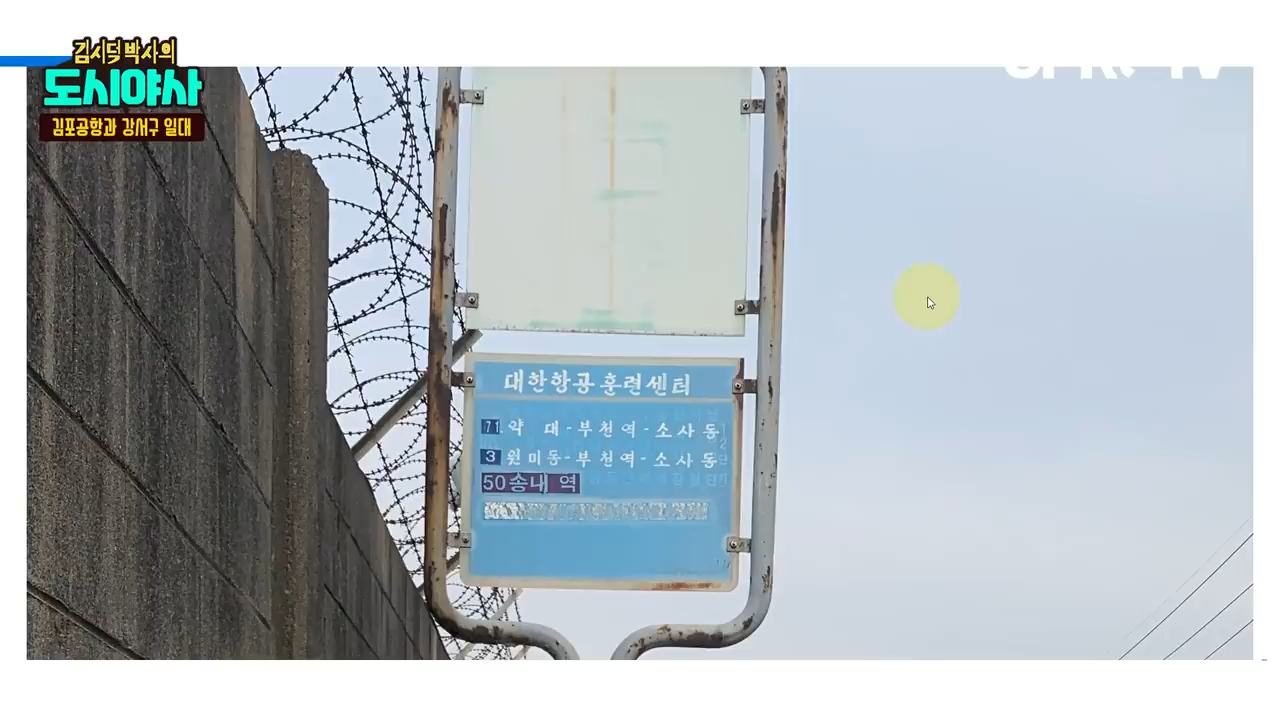 김시덕 박사의
도시야사
김포공항과 강서구 일대
대한항공훈련센터
71 약 대-부천역-소사동
3 원미동-부천역-소사동
50송내 역